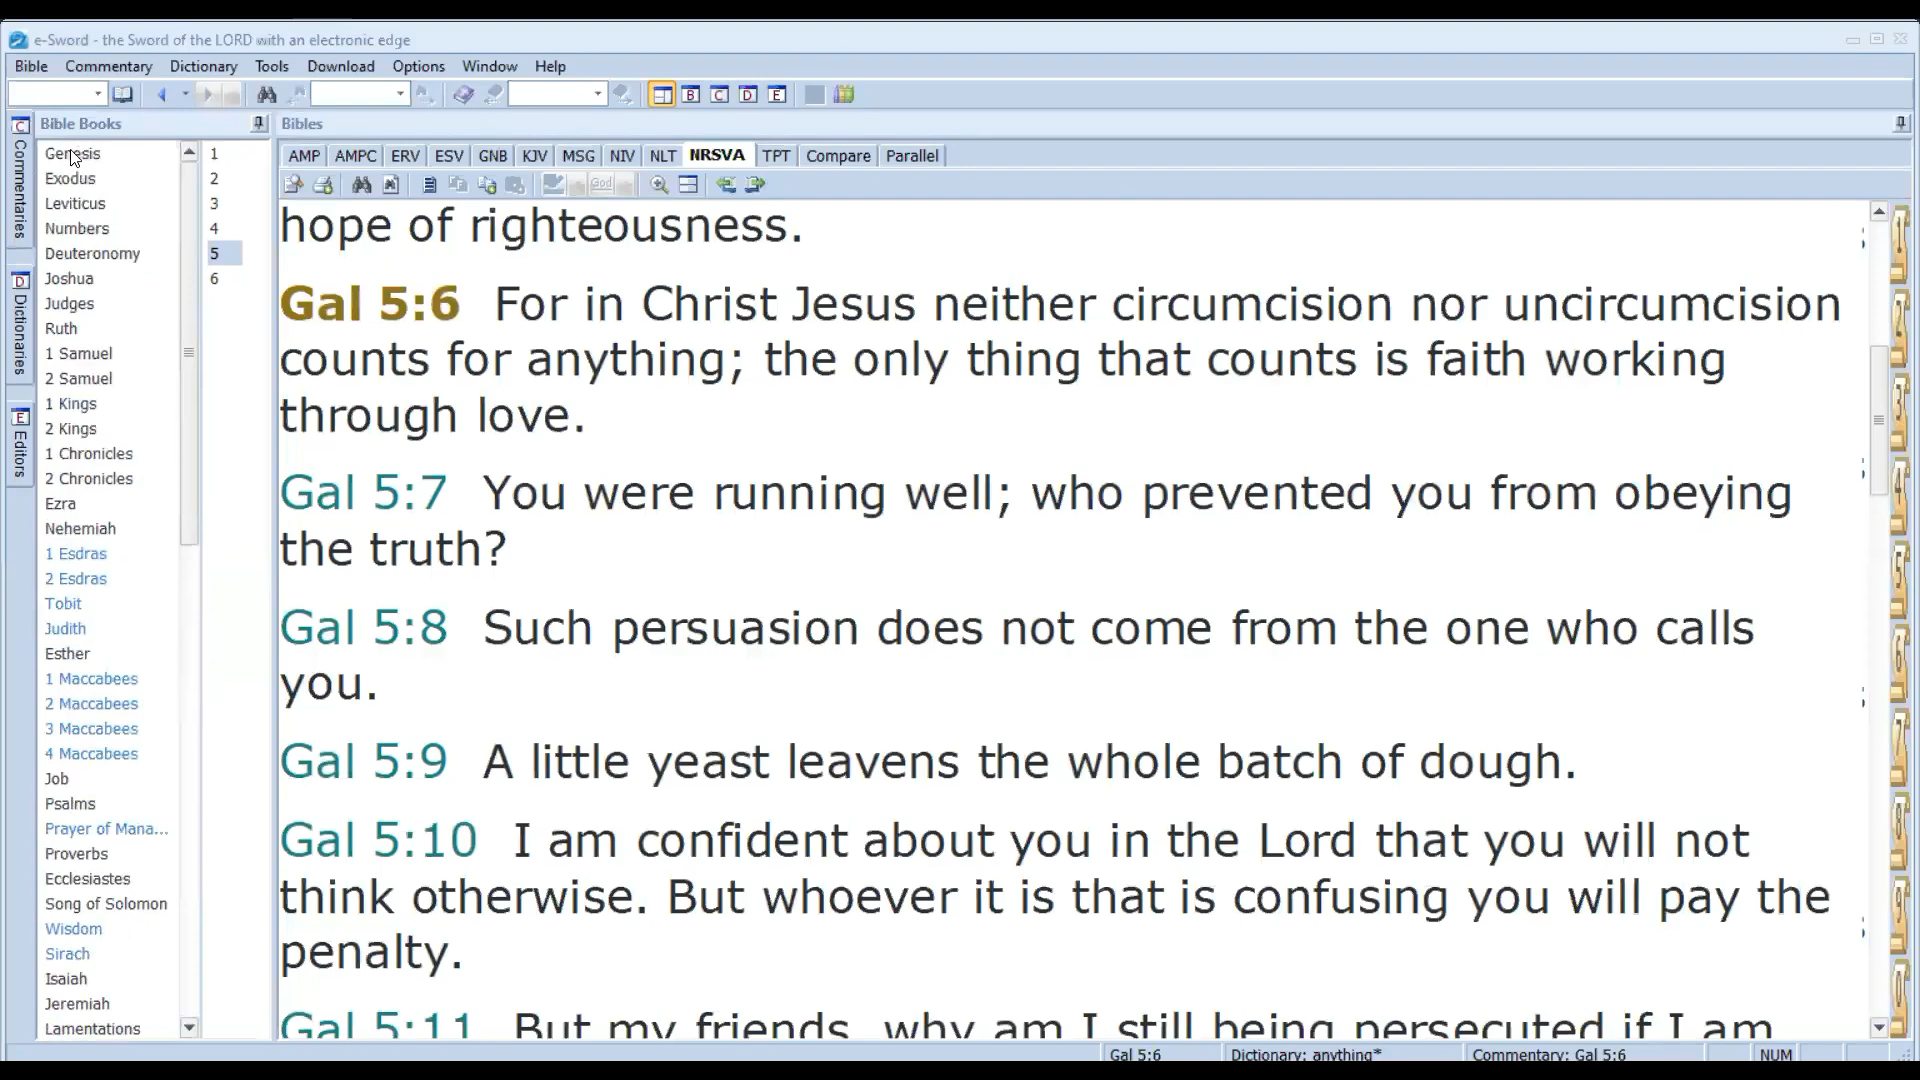 e-Sword - the Sword of the LORD with an electronic edge
Bible Commentary Dictionary Tools Download Options Window Help
B C D E
Bible Books
Bibles
C Commentaries
D Dictionaries
E Editors
Genesis
Exodus
Leviticus
Numbers
Deuteronomy
Joshua
Judges
Ruth
1 Samuel
2 Samuel
1 Kings
2 Kings
1 Chronicles
2 Chronicles
Ezra
Nehemiah
1 Esdras
2 Esdras
Tobit
Judith
Esther
1 Maccabees
2 Maccabees
3 Maccabees
4 Maccabees
Job
Psalms
Prayer of Mana...
Proverbs
Ecclesiastes
Song of Solomon
Wisdom
Sirach
Isaiah
Jeremiah
Lamentations
1
2
3
4
5
6
AMP AMPC ERV ESV GNB KJV MSG NIV NLT NRSVA TPT Compare Parallel
God
hope of righteousness.
Gal 5:6 For in Christ Jesus neither circumcision nor uncircumcision
counts for anything; the only thing that counts is faith working
through love.
Gal 5:7 You were running well; who prevented you from obeying
the truth?
Gal 5:8 Such persuasion does not come from the one who calls
you.
Gal 5:9 A little yeast leavens the whole batch of dough.
Gal 5:10 I am confident about you in the Lord that you will not
think otherwise. But whoever it is that is confusing you will pay the
penalty.
Gal 5:11 But my friends, why am I still being persecuted if I am
1
2
3
4
5
6
7
8
9
0
Gal 5:6 Dictionary: anything* Commentary: Gal 5:6 NUM